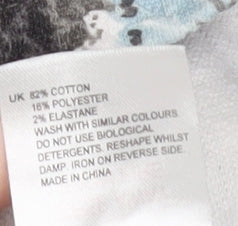 UK 82% COTTON
16% POLYESTER
2% ELASTANE
WASH WITH SIMILAR COLOURS.
DO NOT USE BIOLOGICAL
DETERGENTS. RESHAPE WHILST
DAMP. IRON ON REVERSE SIDE.
MADE IN CHINA